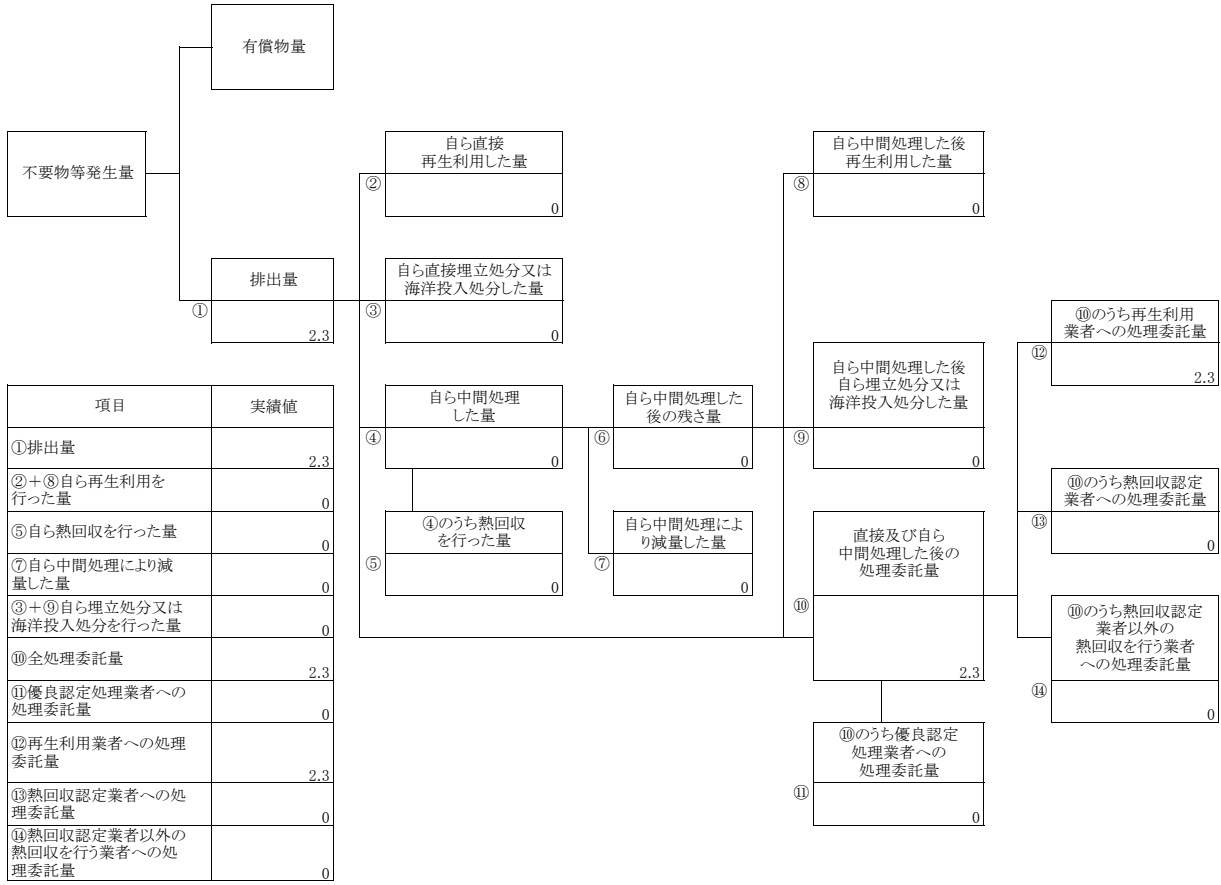 有償物量
不要物等発生量
自ら直接
再生利用した量
②
0
自ら中間処理した後
再生利用した量
⑧
0
排出量
①
2.3
自ら直接埋立処分又は
海洋投入処分した量
③
0
⑩のうち再生利用
業者への処理委託量
⑫
2.3
自ら中間処理
した量
④
0
自ら中間処理した
後の残さ量
⑥
0
自ら中間処理した後
自ら埋立処分又は
海洋投入処分した量
⑨
0
⑩のうち熱回収認定
業者への処理委託量
⑬
0
④のうち熱回収
を行った量
⑤
0
自ら中間処理によ
り減量した量
⑦
0
直接及び自ら
中間処理した後の
処理委託量
⑩
2.3
⑩のうち熱回収認定
業者以外の
熱回収を行う業者
への処理委託量
⑭
0
⑩のうち優良認定
処理業者への
処理委託量
⑪
0
項目 実績値
①排出量
2.3
②+⑧自ら再生利用を
行った量
0
⑤自ら熱回収を行った量
0
⑦自ら中間処理により減
量した量
0
③+⑨自ら埋立処分又は
海洋投入処分を行った量
0
⑩全処理委託量
2.3
⑪優良認定処理業者への
処理委託量
0
⑫再生利用業者への処理
委託量
2.3
⑬熱回収認定業者への処
理委託量
0
⑭熱回収認定業者以外の
熱回収を行う業者への処
理委託量
0